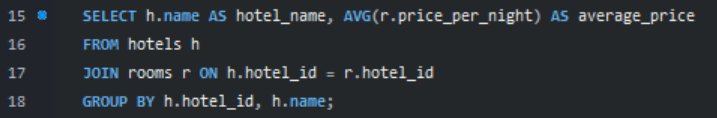 15 SELECT h.name AS hotel_name, AVG(r.price_per_night) AS average_price
16 FROM hotels h
17 JOIN rooms r ON h.hotel_id = r.hotel_id
18 GROUP BY h.hotel_id, h.name;